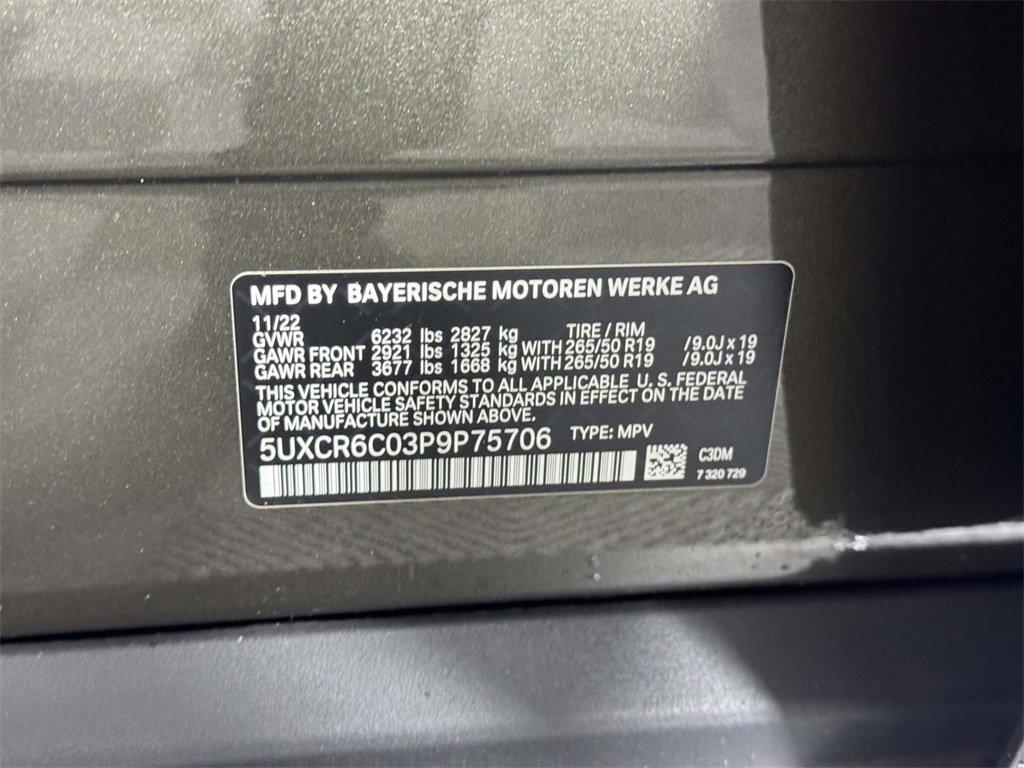 MFD BY BAYERISCHE MOTOREN WERKE AG
11/22
GVWR 6232 lbs 2827 kg TIRE / RIM
GAWR FRONT 2921 lbs 1325 kg WITH 265/50 R19 /9.0J x 19
GAWR REAR 3677 lbs 1668 kg WITH 265/50 R19 /9.0J x 19
THIS VEHICLE CONFORMS TO ALL APPLICABLE U. S. FEDERAL
MOTOR VEHICLE SAFETY STANDARDS IN EFFECT ON THE DATE
OF MANUFACTURE SHOWN ABOVE.
5UXCR6C03P9P75706 TYPE: MPV
C3DM
7 320 729